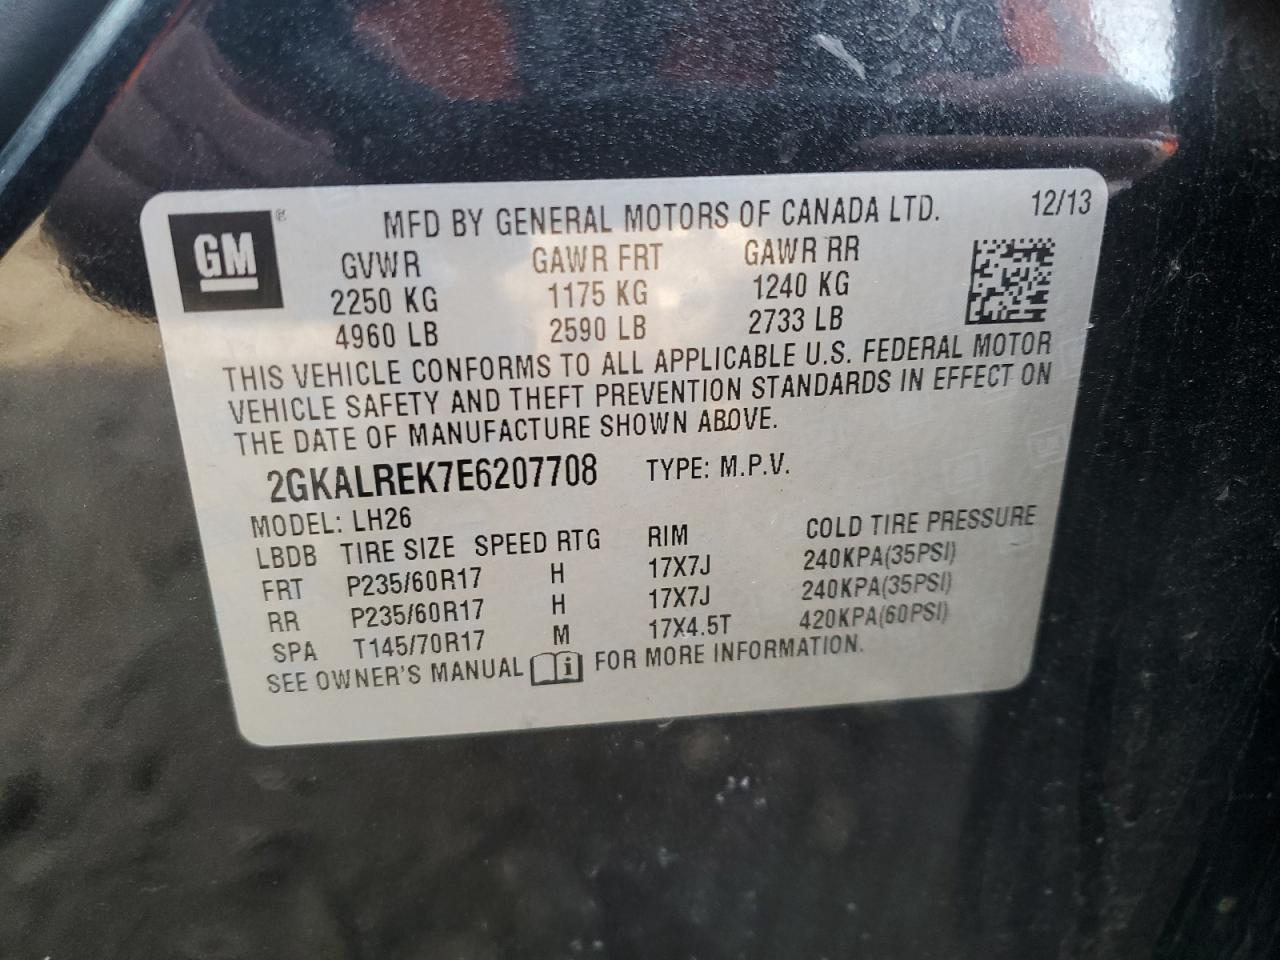 GM ® MFD BY GENERAL MOTORS OF CANADA LTD. 12/13
GVWR GAWR FRT GAWR RR
2250 KG 1175 KG 1240 KG
4960 LB 2590 LB 2733 LB
THIS VEHICLE CONFORMS TO ALL APPLICABLE U.S. FEDERAL MOTOR
VEHICLE SAFETY AND THEFT PREVENTION STANDARDS IN EFFECT ON
THE DATE OF MANUFACTURE SHOWN ABOVE.
2GKALREK7E6207708 TYPE: M.P.V.
MODEL: LH26
LBDB TIRE SIZE SPEED RTG RIM COLD TIRE PRESSURE
FRT P235/60R17 H 17X7J 240KPA(35PSI)
RR P235/60R17 H 17X7J 240KPA(35PSI)
SPA T145/70R17 M 17X4.5T 420KPA(60PSI)
SEE OWNER'S MANUAL i FOR MORE INFORMATION.